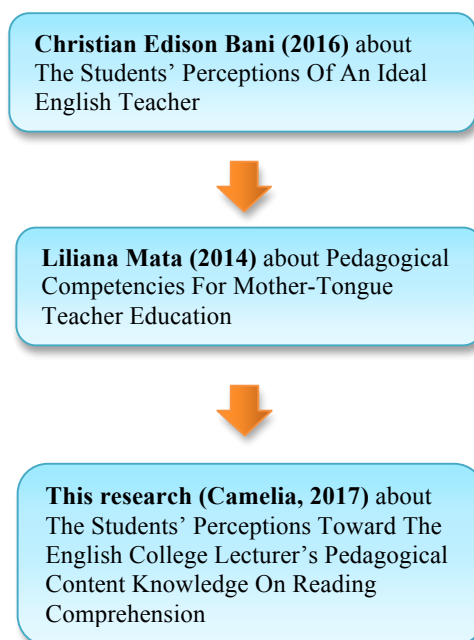 Christian Edison Bani (2016) about
The Students’ Perceptions Of An Ideal
English Teacher
Liliana Mata (2014) about Pedagogical
Competencies For Mother-Tongue
Teacher Education
This research (Camelia, 2017) about
The Students’ Perceptions Toward The
English College Lecturer’s Pedagogical
Content Knowledge On Reading
Comprehension